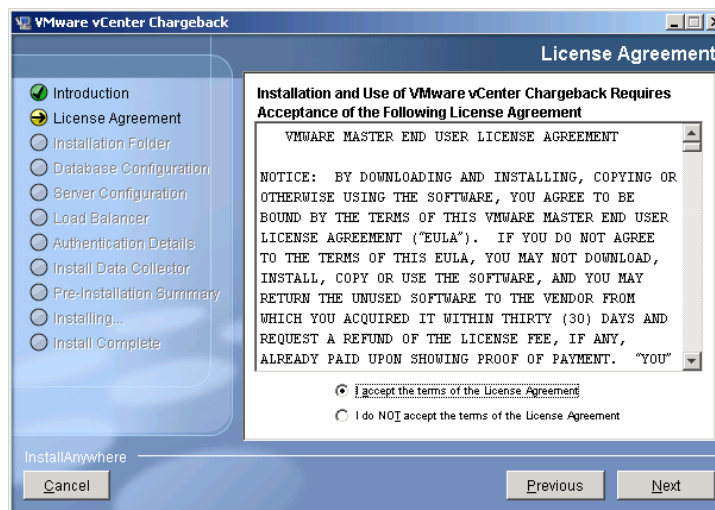 VMware vCenter Chargeback
License Agreement
Introduction
License Agreement
Installation Folder
Database Configuration
Server Configuration
Load Balancer
Authentication Details
Install Data Collector
Pre-Installation Summary
Installing...
Install Complete
Installation and Use of VMware vCenter Chargeback Requires
Acceptance of the Following License Agreement
VMWARE MASTER END USER LICENSE AGREEMENT
NOTICE: BY DOWNLOADING AND INSTALLING, COPYING OR
OTHERWISE USING THE SOFTWARE, YOU AGREE TO BE
BOUND BY THE TERMS OF THIS VMWARE MASTER END USER
LICENSE AGREEMENT ("EULA"). IF YOU DO NOT AGREE
TO THE TERMS OF THIS EULA, YOU MAY NOT DOWNLOAD,
INSTALL, COPY OR USE THE SOFTWARE, AND YOU MAY
RETURN THE UNUSED SOFTWARE TO THE VENDOR FROM
WHICH YOU ACQUIRED IT WITHIN THIRTY (30) DAYS AND
REQUEST A REFUND OF THE LICENSE FEE, IF ANY,
ALREADY PAID UPON SHOWING PROOF OF PAYMENT. "YOU"
I accept the terms of the License Agreement
I do NOT accept the terms of the License Agreement
InstallAnywhere
Cancel
Previous
Next